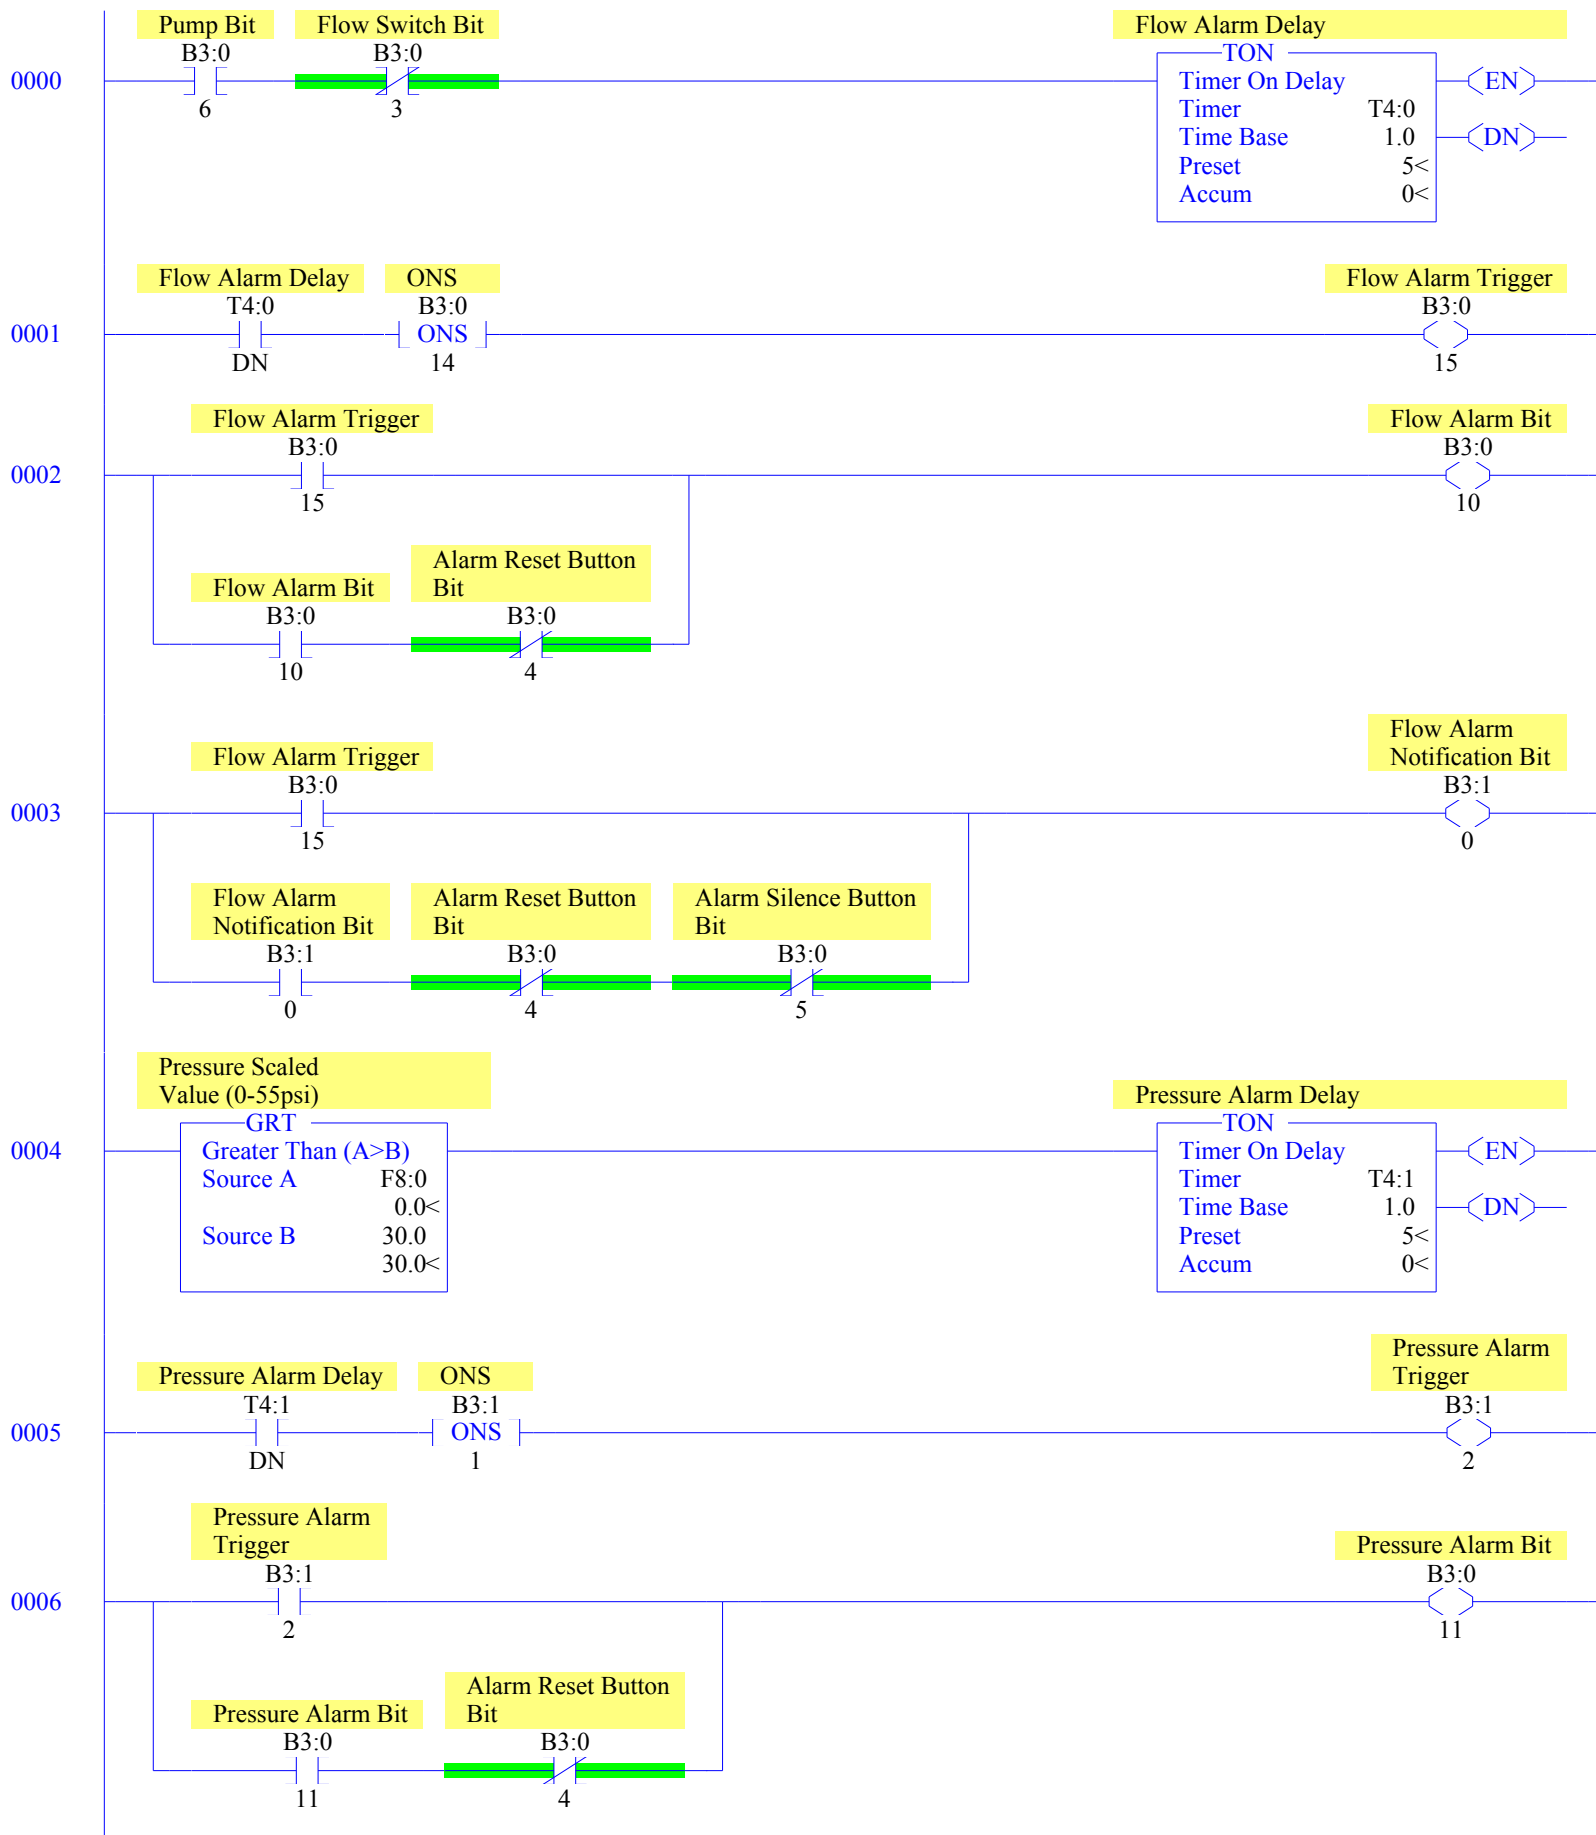 Pump Bit
B3:0
6
Flow Switch Bit
B3:0
3
Flow Alarm Delay
TON
Timer On Delay
Timer T4:0
Time Base 1.0
Preset 5<
Accum 0<
EN
DN
0000
Flow Alarm Delay
T4:0
DN
ONS
B3:0
ONS
14
Flow Alarm Trigger
B3:0
15
0001
Flow Alarm Trigger
B3:0
15
Flow Alarm Bit
B3:0
10
0002
Flow Alarm Bit
B3:0
10
Alarm Reset Button
Bit
B3:0
4
Flow Alarm Trigger
B3:0
15
Flow Alarm
Notification Bit
B3:1
0
0003
Flow Alarm
Notification Bit
B3:1
0
Alarm Reset Button
Bit
B3:0
4
Alarm Silence Button
Bit
B3:0
5
Pressure Scaled
Value (0-55psi)
GRT
Greater Than (A>B)
Source A F8:0
0.0<
Source B 30.0
30.0<
Pressure Alarm Delay
TON
Timer On Delay
Timer T4:1
Time Base 1.0
Preset 5<
Accum 0<
EN
DN
0004
Pressure Alarm Delay
T4:1
DN
ONS
B3:1
ONS
1
Pressure Alarm
Trigger
B3:1
2
0005
Pressure Alarm
Trigger
B3:1
2
Pressure Alarm Bit
B3:0
11
0006
Pressure Alarm Bit
B3:0
11
Alarm Reset Button
Bit
B3:0
4